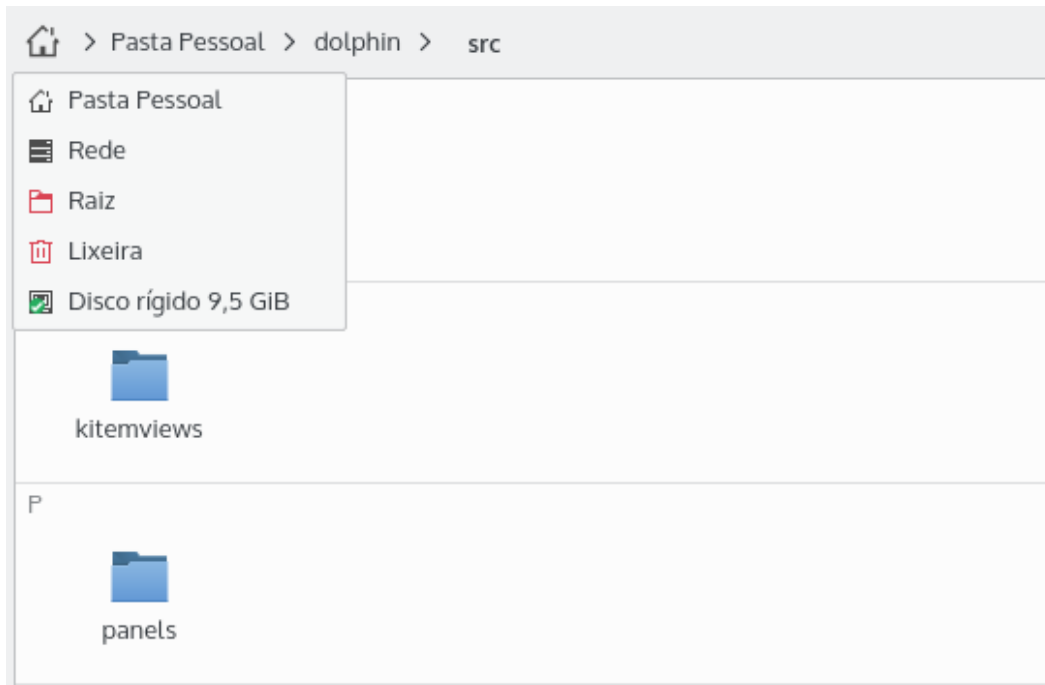 > Pasta Pessoal > dolphin > src
Pasta Pessoal
Rede
Raiz
Lixeira
Disco rígido 9,5 GiB
kitemviews
P
panels